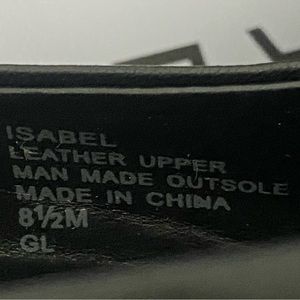 ISABEL
LEATHER UPPER
MAN MADE OUTSOLE
MADE IN CHINA
8½M
GL